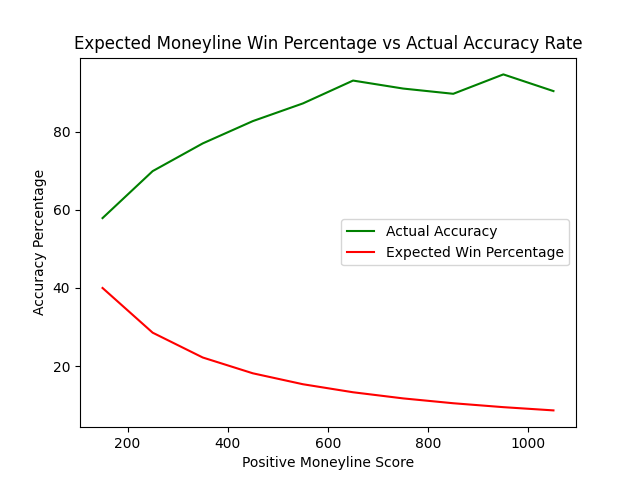 Expected Moneyline Win Percentage vs Actual Accuracy Rate
Accuracy Percentage
80
60
40
20
Actual Accuracy
Expected Win Percentage
200
400
600
800
1000
Positive Moneyline Score